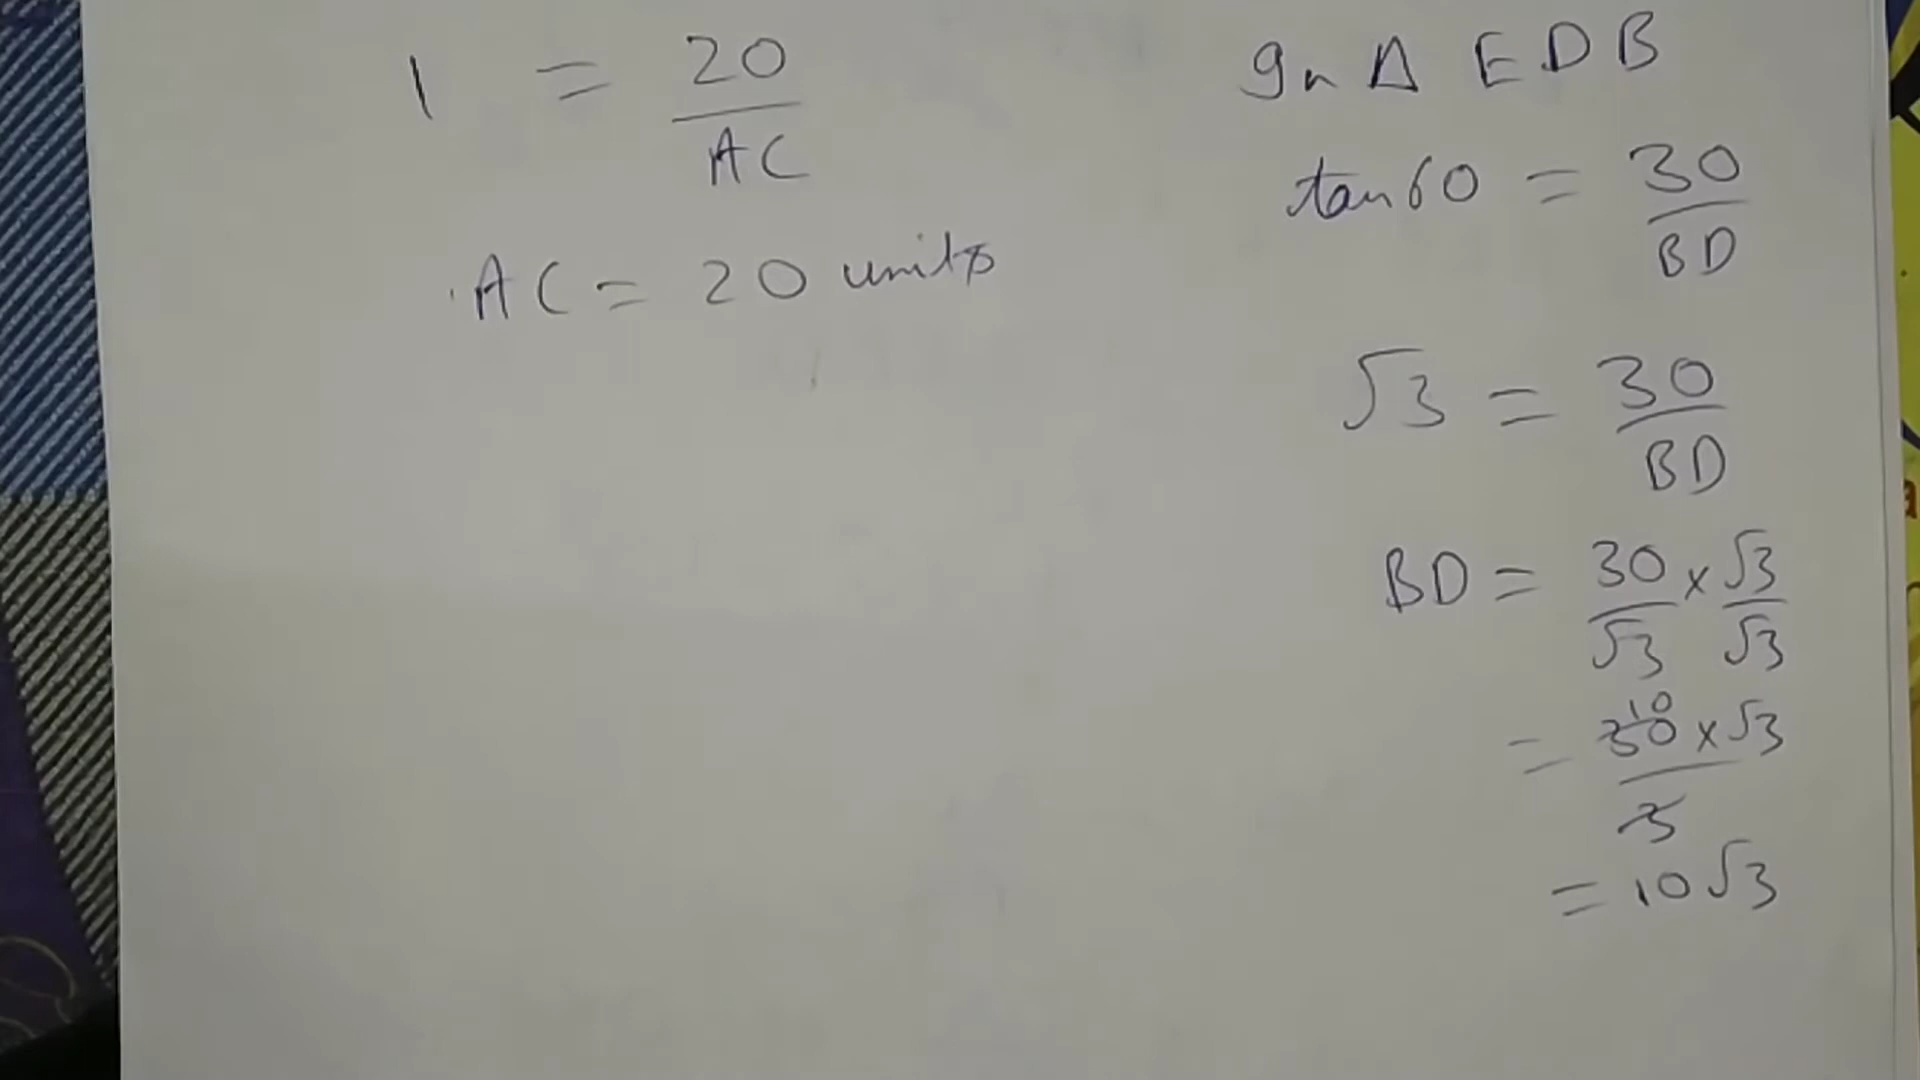 1 = 20/AC
AC = 20 units
In Δ EDB
tan 60 = 30/BD
√3 = 30/BD
BD = 30/√3 × √3/√3
= 30 10 × √3/3
= 10√3